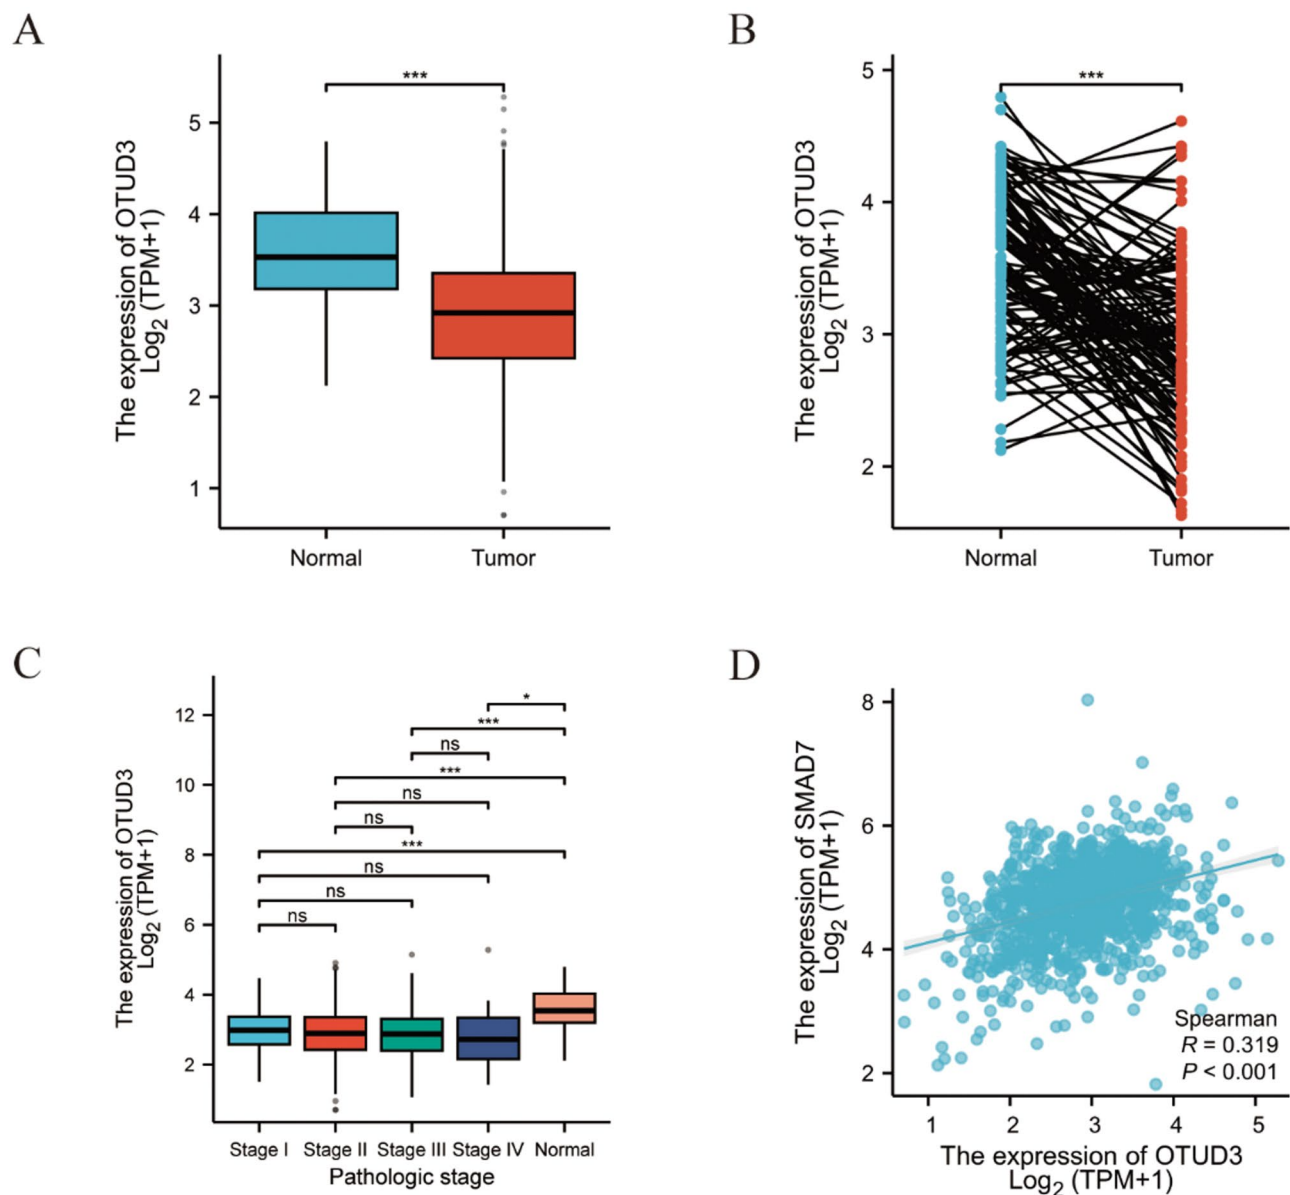 A
The expression of OTUD3
Log2 (TPM+1)
5
4
3
2
1
***
Normal
Tumor
B
The expression of OTUD3
Log2 (TPM+1)
5
4
3
2
***
Normal
Tumor
C
The expression of OTUD3
Log2 (TPM+1)
12
10
8
6
4
2
*
***
ns
***
ns
ns
***
ns
ns
ns
Stage I
Stage II
Stage III
Stage IV
Normal
Pathologic stage
D
The expression of SMAD7
Log2 (TPM+1)
8
6
4
2
Spearman
R = 0.319
P < 0.001
1
2
3
4
5
The expression of OTUD3
Log2 (TPM+1)